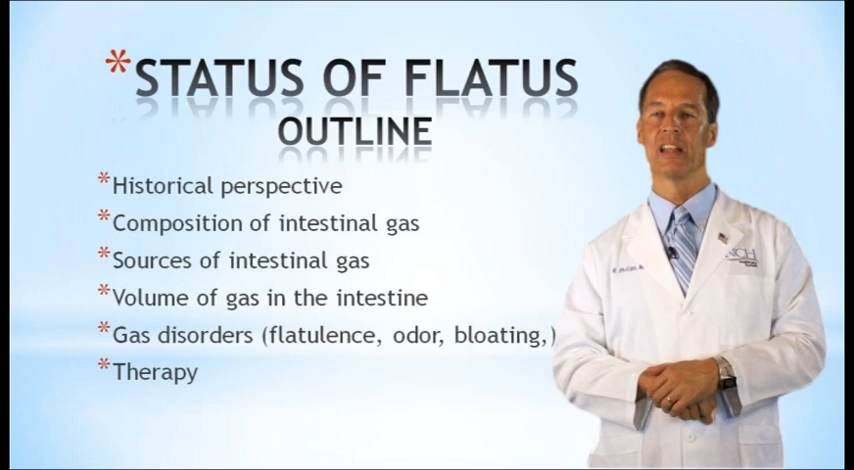 *STATUS OF FLATUS
OUTLINE
*Historical perspective
*Composition of intestinal gas
*Sources of intestinal gas
*Volume of gas in the intestine
*Gas disorders (flatulence, odor, bloating,)
*Therapy
NCH